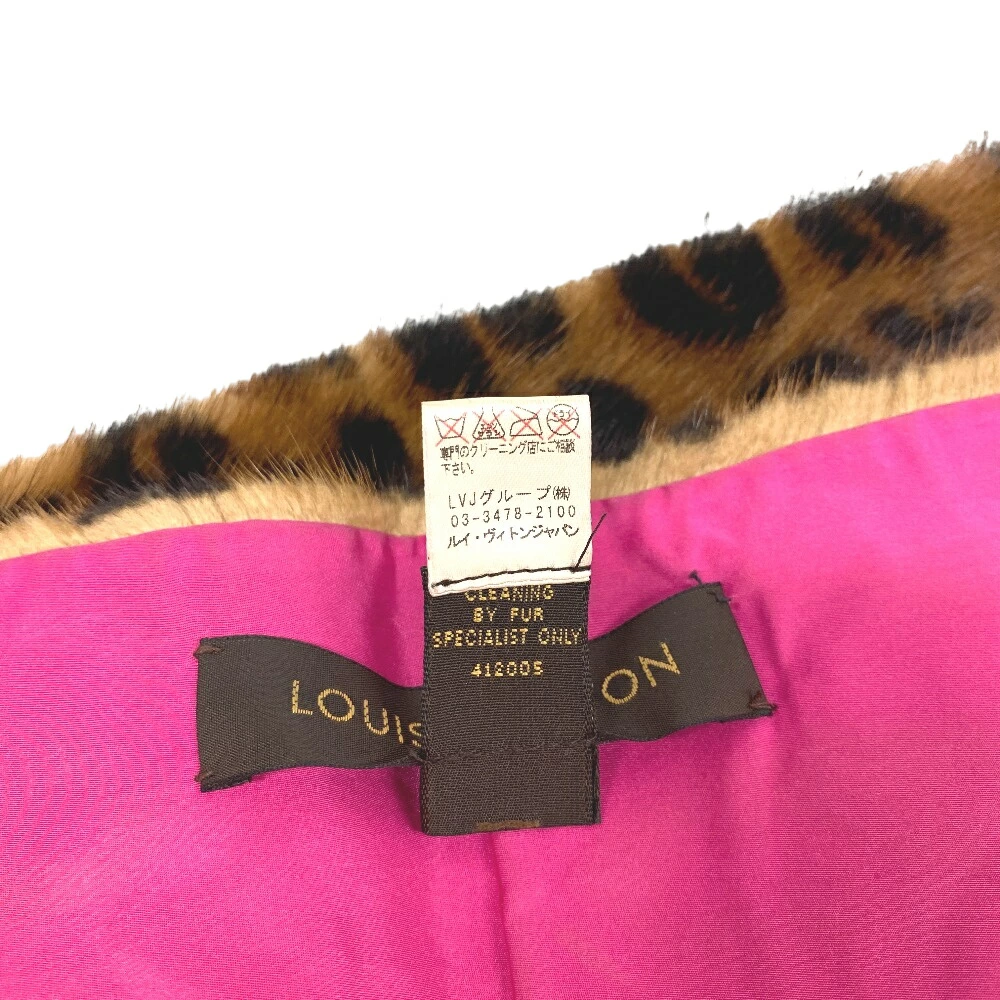 専門のクリーニング店にご相談
下さい。
LVJグループ(株)
03-3478-2100
ルイ・ヴィトンジャパン
CLEANING
BY FUR
SPECIALIST ONLY
412005
LOUIS ON